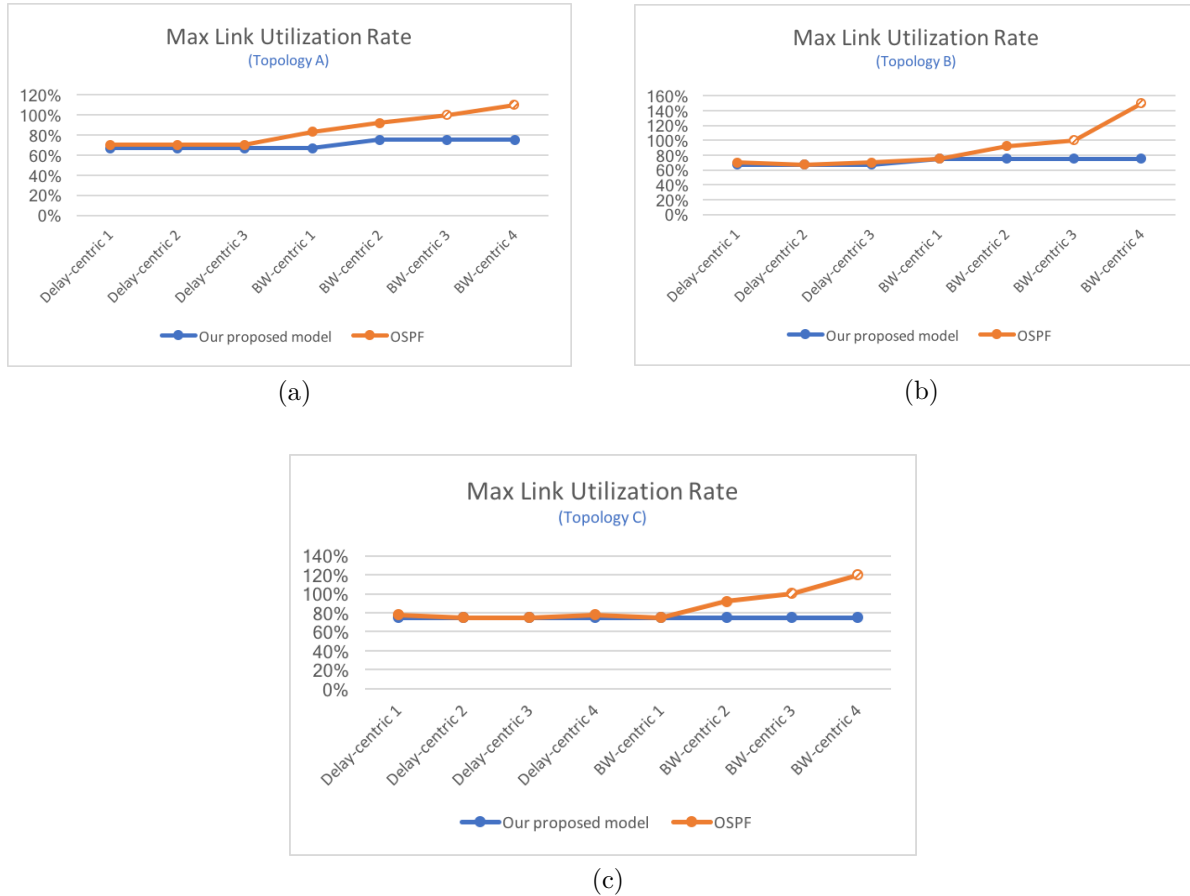 Max Link Utilization Rate
(Topology A)
120%
100%
80%
60%
40%
20%
0%
Delay-centric 1
Delay-centric 2
Delay-centric 3
BW-centric 1
BW-centric 2
BW-centric 3
BW-centric 4
Our proposed model OSPF
(a)
Max Link Utilization Rate
(Topology B)
160%
140%
120%
100%
80%
60%
40%
20%
0%
Delay-centric 1
Delay-centric 2
Delay-centric 3
BW-centric 1
BW-centric 2
BW-centric 3
BW-centric 4
Our proposed model OSPF
(b)
Max Link Utilization Rate
(Topology C)
140%
120%
100%
80%
60%
40%
20%
0%
Delay-centric 1
Delay-centric 2
Delay-centric 3
Delay-centric 4
BW-centric 1
BW-centric 2
BW-centric 3
BW-centric 4
Our proposed model OSPF
(c)